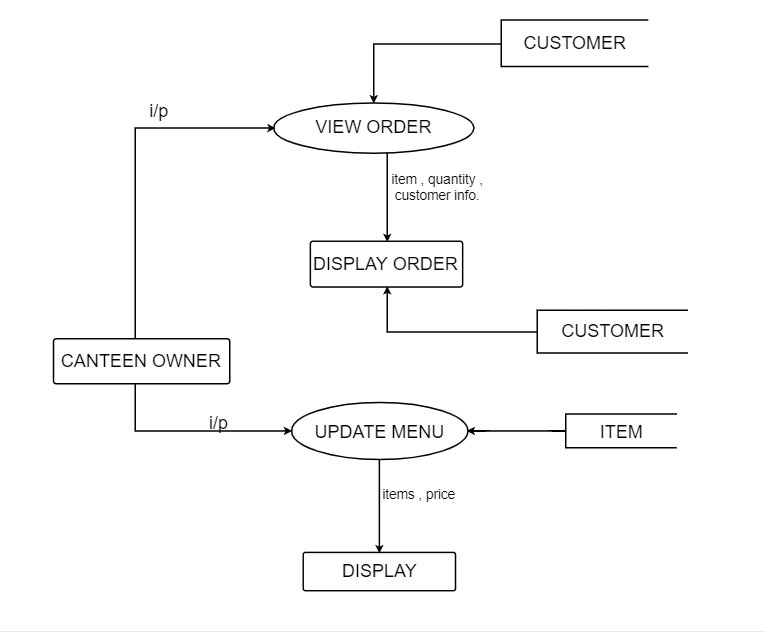 CUSTOMER
i/p
VIEW ORDER
item , quantity ,
customer info.
DISPLAY ORDER
CUSTOMER
CANTEEN OWNER
i/p
UPDATE MENU
ITEM
items , price
DISPLAY